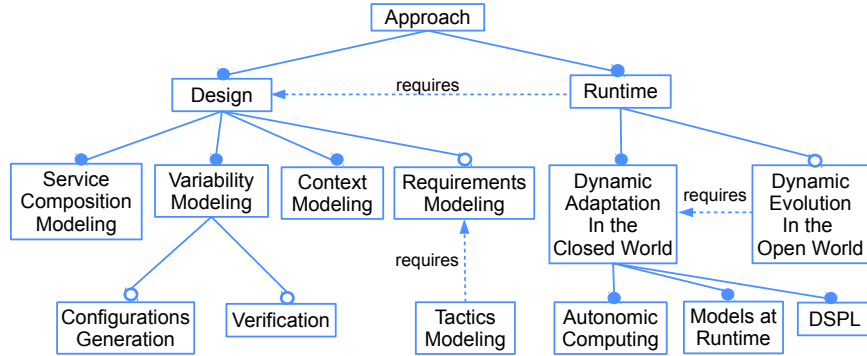 Approach
Design
requires
Runtime
Service
Composition
Modeling
Variability
Modeling
Context
Modeling
Requirements
Modeling
Dynamic
Adaptation
In the
Closed World
requires
Dynamic
Evolution
In the
Open World
requires
Configurations
Generation
Verification
Tactics
Modeling
Autonomic
Computing
Models at
Runtime
DSPL